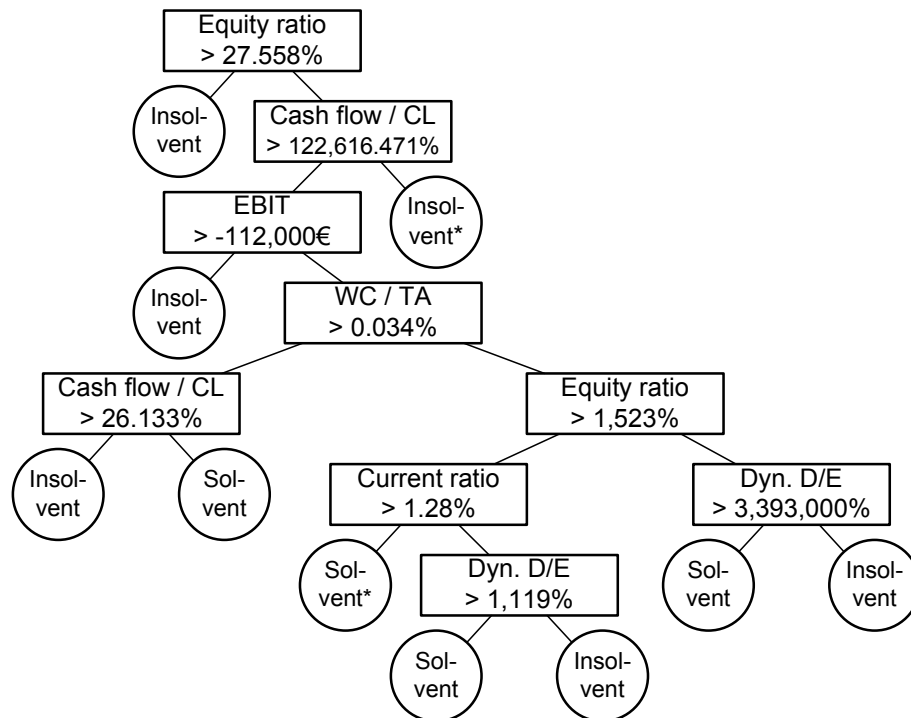 Equity ratio
> 27.558%
Insol-
vent
Cash flow / CL
> 122,616.471%
EBIT
> -112,000€
Insol-
vent*
Insol-
vent
WC / TA
> 0.034%
Cash flow / CL
> 26.133%
Equity ratio
> 1,523%
Insol-
vent
Sol-
vent
Current ratio
> 1.28%
Dyn. D/E
> 3,393,000%
Sol-
vent*
Dyn. D/E
> 1,119%
Sol-
vent
Insol-
vent
Sol-
vent
Insol-
vent